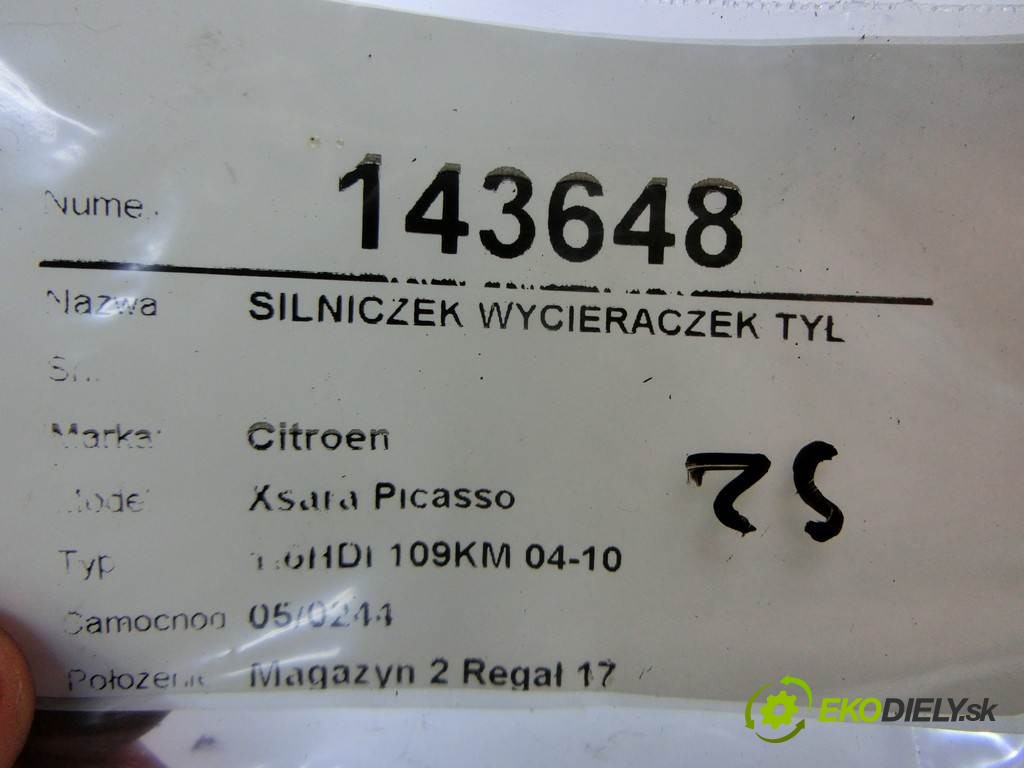 Nume
143648
Nazwa SILNICZEK WYCIERACZEK TYŁ
Marka: Citroen
Model Xsara Picasso
Typ 1.6HDI 109KM 04-10
Samochód 05/0244
Położenie Magazyn 2 Regał 17
EKODIELY.sk